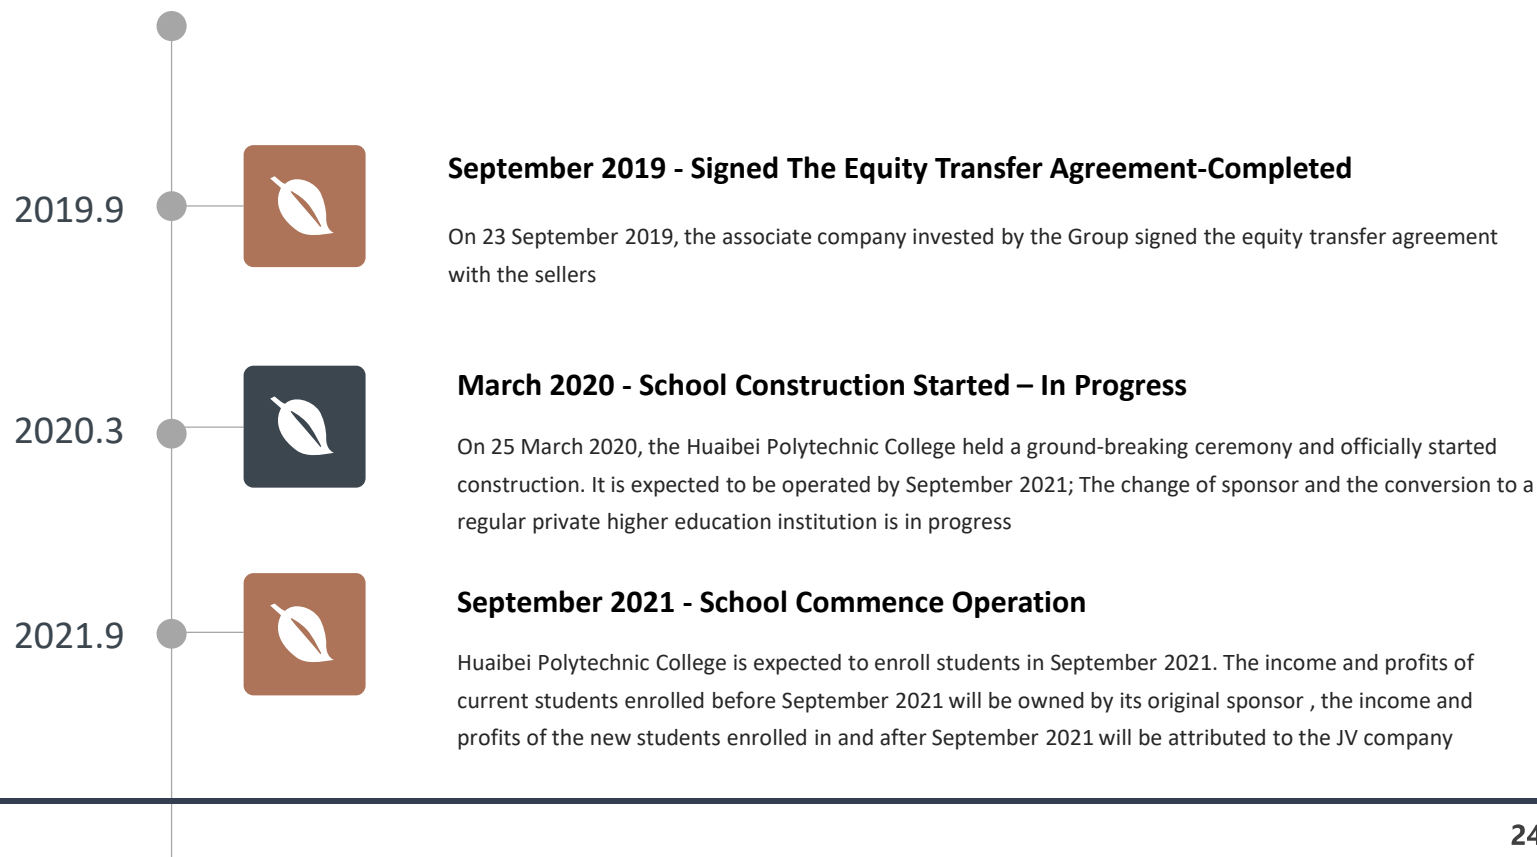 2019.9
September 2019 - Signed The Equity Transfer Agreement-Completed
On 23 September 2019, the associate company invested by the Group signed the equity transfer agreement
with the sellers
2020.3
March 2020 - School Construction Started – In Progress
On 25 March 2020, the Huaibei Polytechnic College held a ground-breaking ceremony and officially started
construction. It is expected to be operated by September 2021; The change of sponsor and the conversion to a
regular private higher education institution is in progress
2021.9
September 2021 - School Commence Operation
Huaibei Polytechnic College is expected to enroll students in September 2021. The income and profits of
current students enrolled before September 2021 will be owned by its original sponsor , the income and
profits of the new students enrolled in and after September 2021 will be attributed to the JV company
24